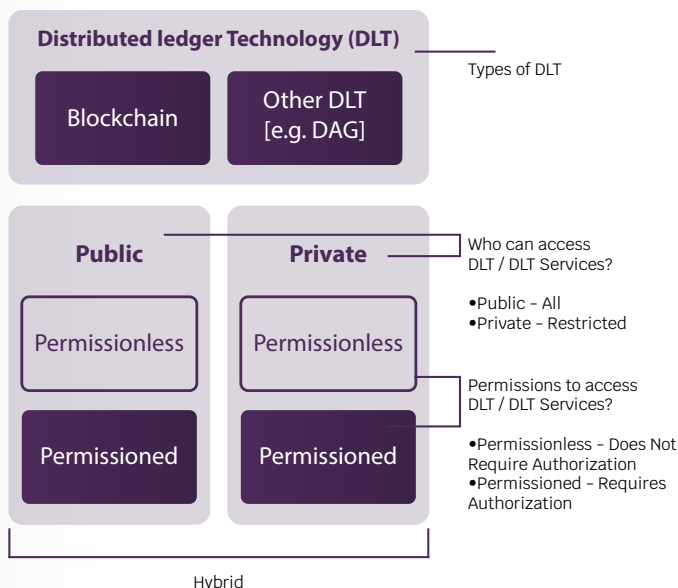 Distributed ledger Technology (DLT)
Types of DLT
Blockchain
Other DLT
[e.g. DAG]
Public
Private
Who can access
DLT / DLT Services?
•Public – All
•Private – Restricted
Permissionless
Permissionless
Permissions to access
DLT / DLT Services?
•Permissionless – Does Not
Require Authorization
•Permissioned – Requires
Authorization
Permissioned
Permissioned
Hybrid